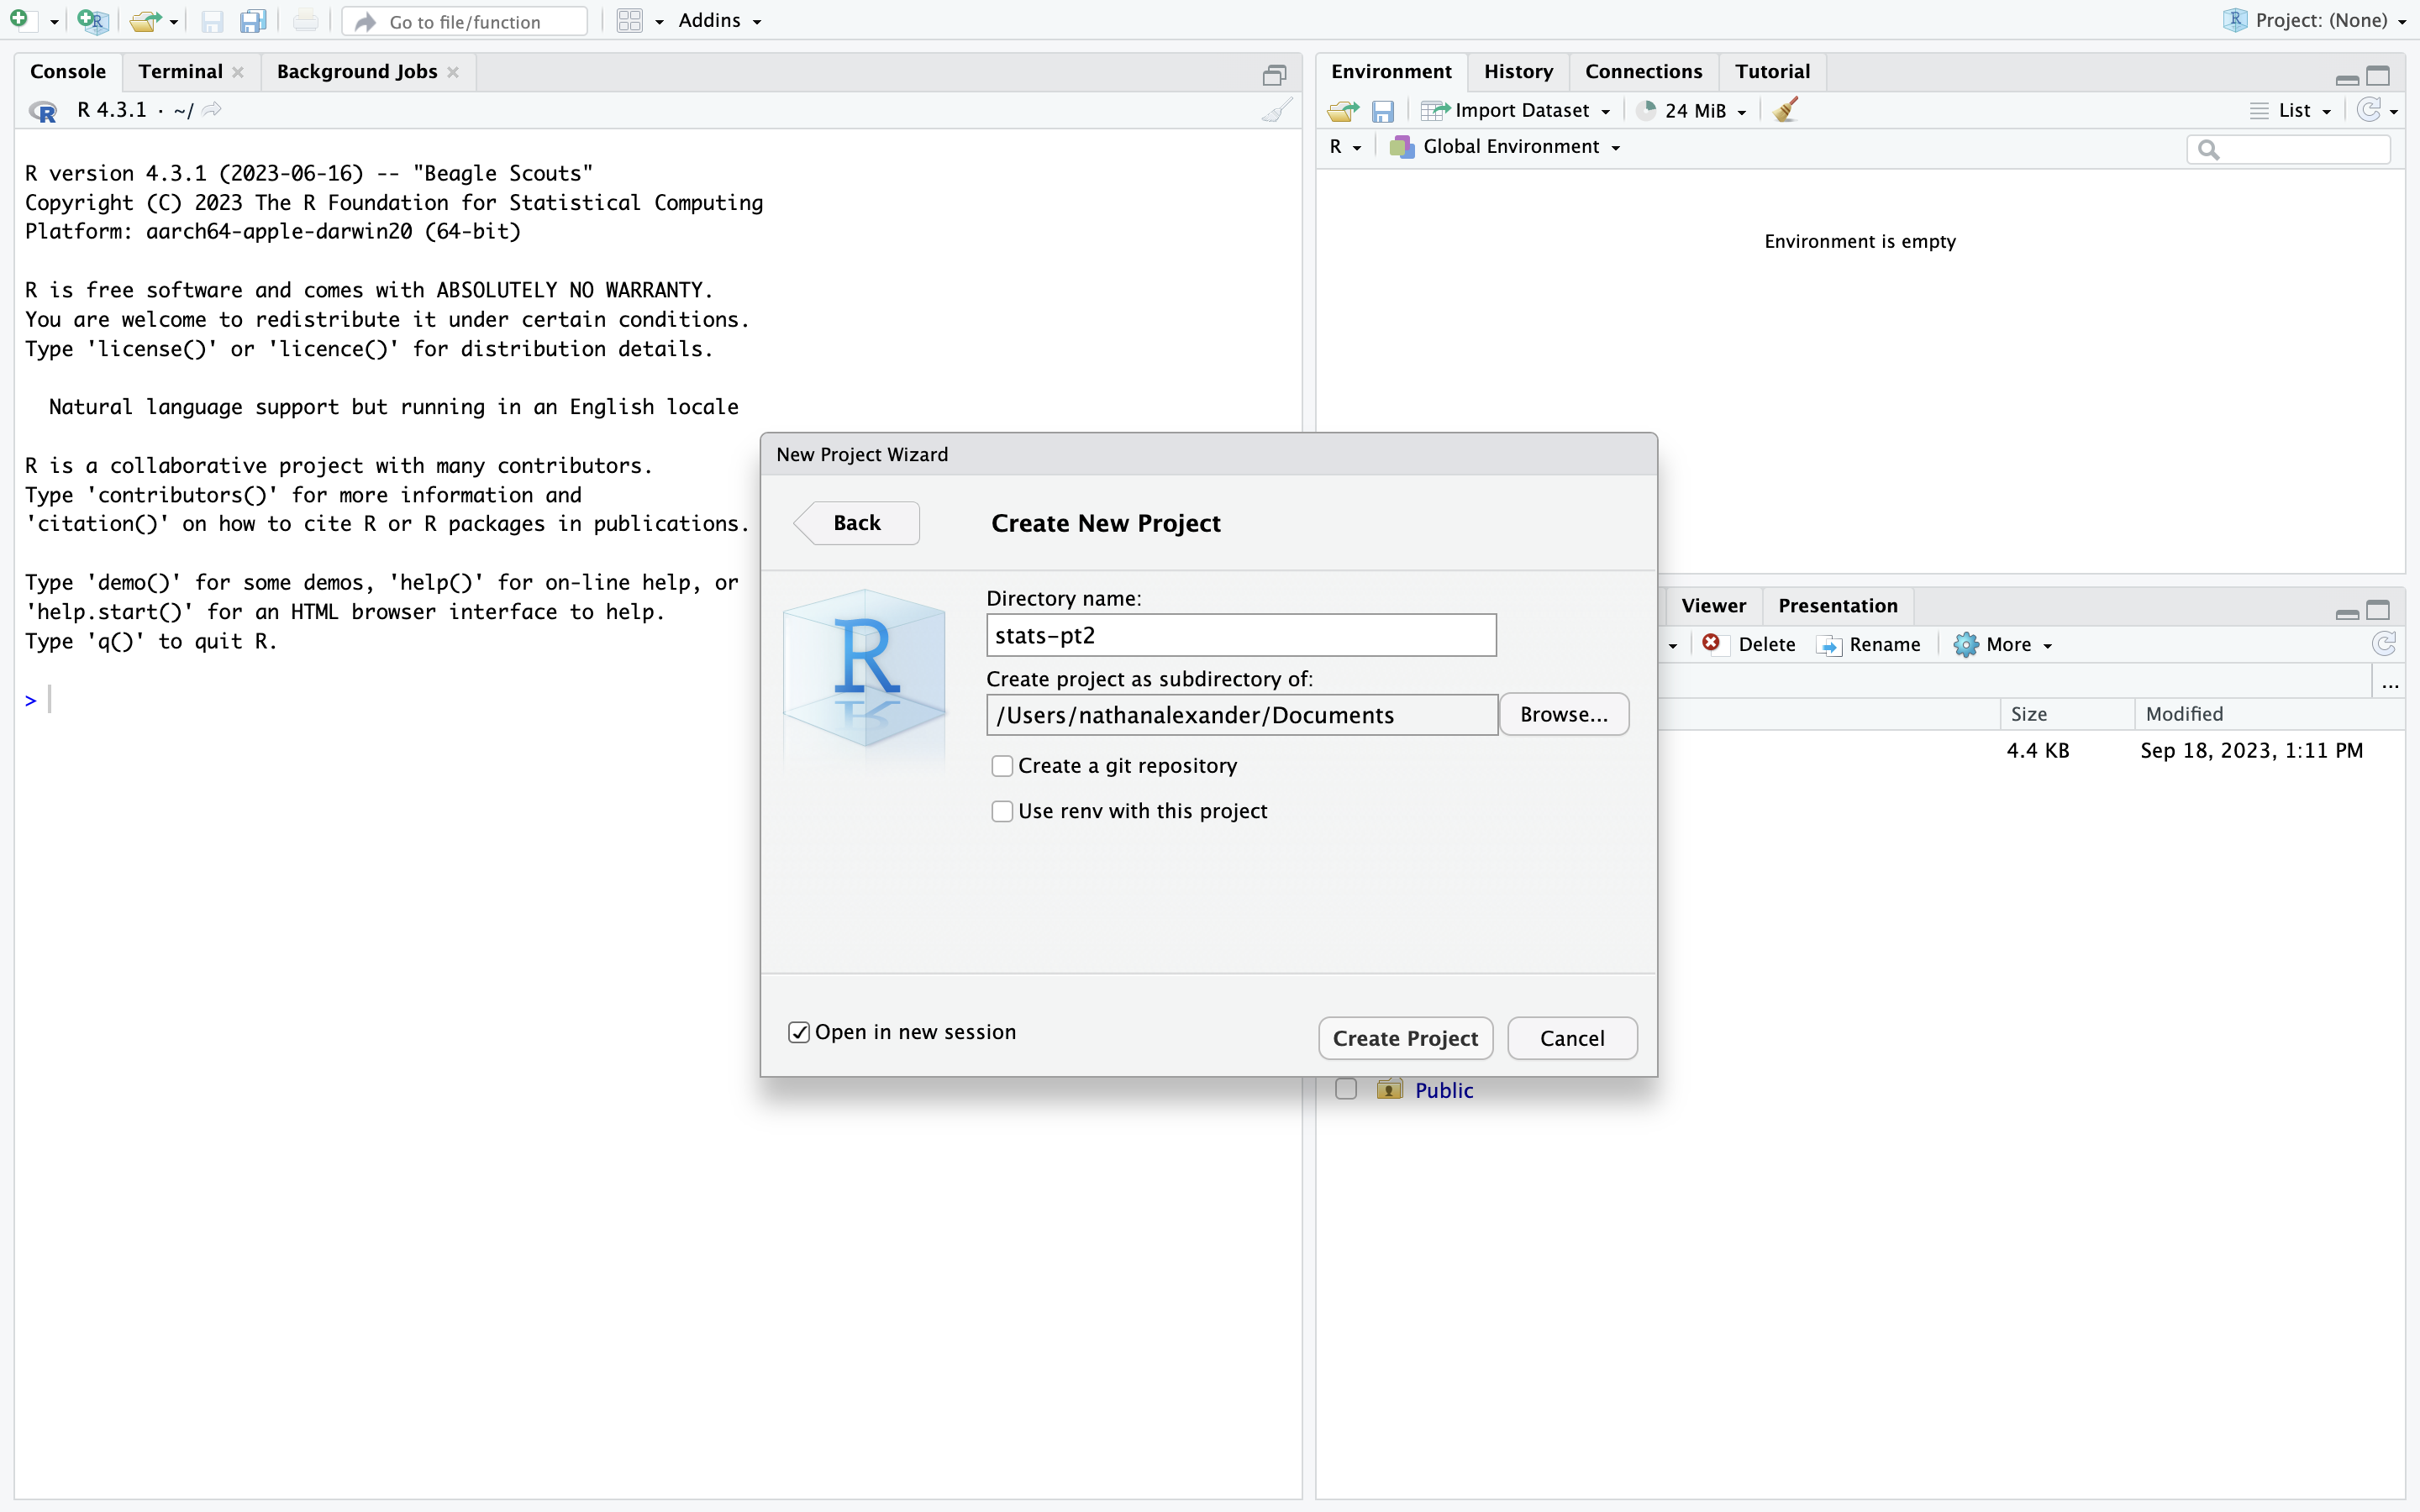 Go to file/function
Addins
Project: (None)
Console
Terminal
Background Jobs
R 4.3.1 · ~/
R version 4.3.1 (2023-06-16) -- "Beagle Scouts"
Copyright (C) 2023 The R Foundation for Statistical Computing
Platform: aarch64-apple-darwin20 (64-bit)
R is free software and comes with ABSOLUTELY NO WARRANTY.
You are welcome to redistribute it under certain conditions.
Type 'license()' or 'licence()' for distribution details.
Natural language support but running in an English locale
R is a collaborative project with many contributors.
Type 'contributors()' for more information and
'citation()' on how to cite R or R packages in publications.
Type 'demo()' for some demos, 'help()' for on-line help, or
'help.start()' for an HTML browser interface to help.
Type 'q()' to quit R.
>
Environment
History
Connections
Tutorial
Import Dataset
24 MiB
List
R
Global Environment
Environment is empty
New Project Wizard
Back
Create New Project
R
Directory name:
stats-pt2
Create project as subdirectory of:
/Users/nathanalexander/Documents
Browse...
Create a git repository
Use renv with this project
Open in new session
Create Project
Cancel
Viewer
Presentation
Delete
Rename
More
...
Size
Modified
4.4 KB
Sep 18, 2023, 1:11 PM
Public